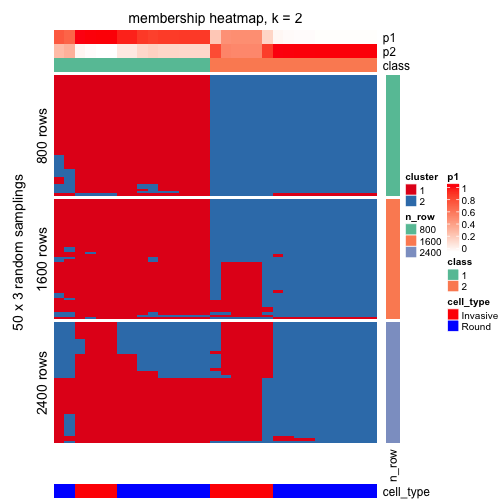 membership heatmap, k = 2
p1
p2
class
50 x 3 random samplings
800 rows
1600 rows
2400 rows
n_row
cell_type
cluster
1
2
n_row
800
1600
2400
p1
1
0.8
0.6
0.4
0.2
0
class
1
2
cell_type
Invasive
Round